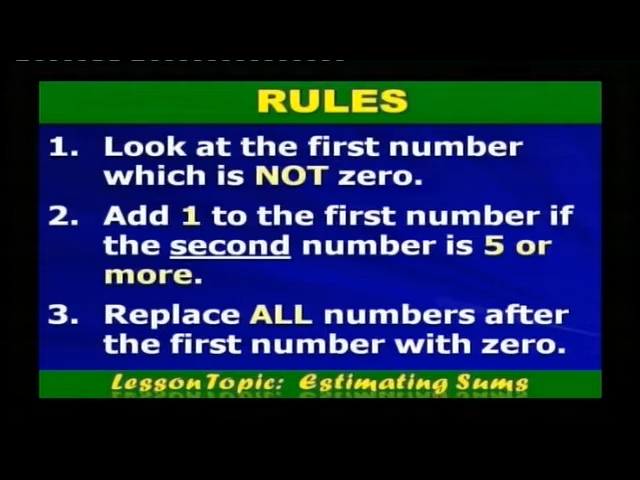 RULES
1. Look at the first number
which is NOT zero.
2. Add 1 to the first number if
the second number is 5 or
more.
3. Replace ALL numbers after
the first number with zero.
Lesson Topic: Estimating Sums